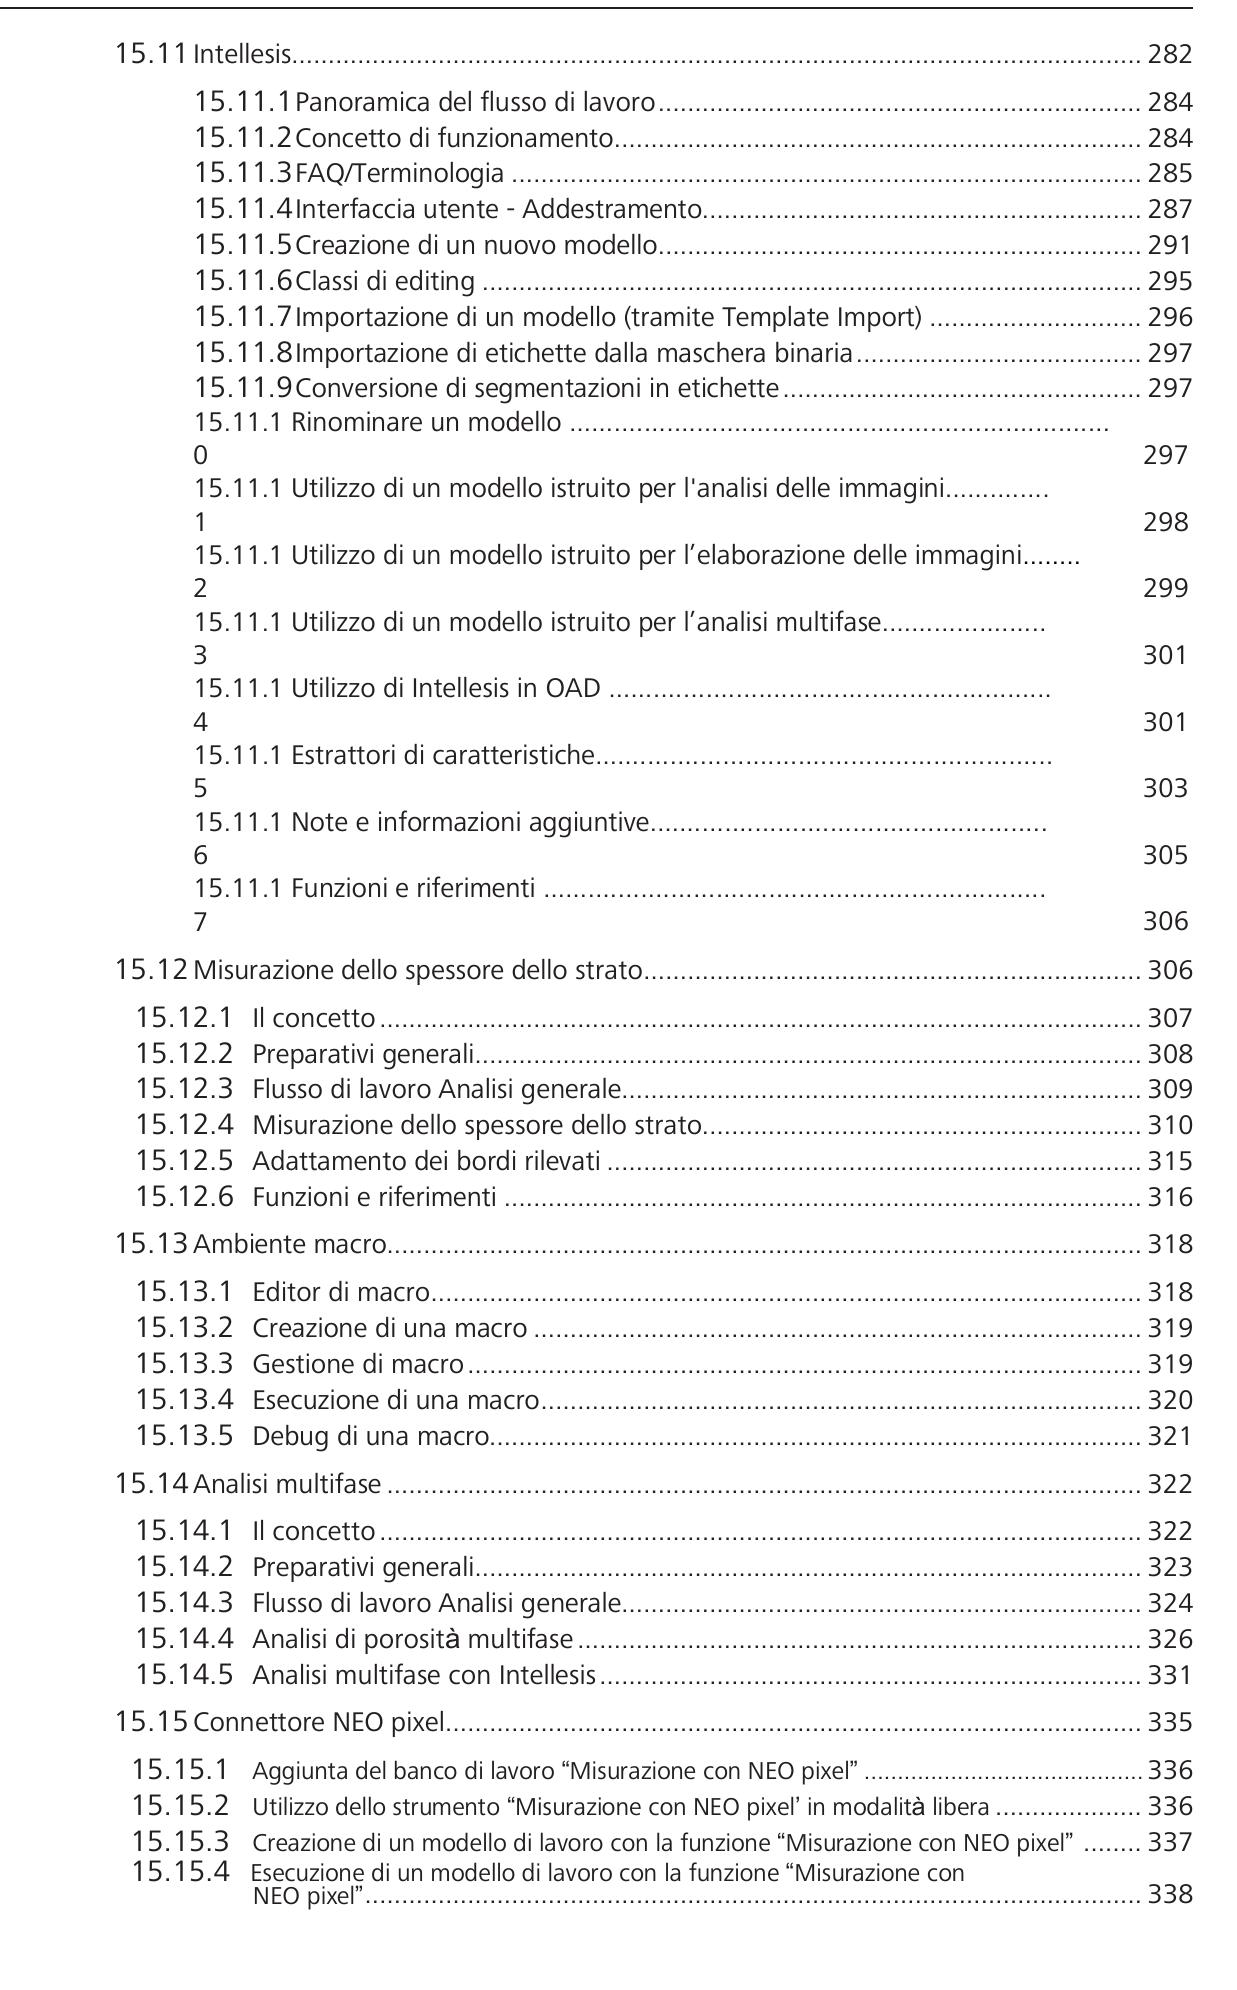 15.11 Intellesis........ 282
15.11.1 Panoramica del flusso di lavoro........ 284
15.11.2 Concetto di funzionamento........ 284
15.11.3 FAQ/Terminologia ........ 285
15.11.4 Interfaccia utente - Addestramento........ 287
15.11.5 Creazione di un nuovo modello........ 291
15.11.6 Classi di editing ........ 295
15.11.7 Importazione di un modello (tramite Template Import) ........ 296
15.11.8 Importazione di etichette dalla maschera binaria........ 297
15.11.9 Conversione di segmentazioni in etichette........ 297
15.11.1 Rinominare un modello ........
0 297
15.11.1 Utilizzo di un modello istruito per l'analisi delle immagini........
1 298
15.11.1 Utilizzo di un modello istruito per l’elaborazione delle immagini........
2 299
15.11.1 Utilizzo di un modello istruito per l’analisi multifase........
3 301
15.11.1 Utilizzo di Intellesis in OAD ........
4 301
15.11.1 Estrattori di caratteristiche........
5 303
15.11.1 Note e informazioni aggiuntive........
6 305
15.11.1 Funzioni e riferimenti ........
7 306
15.12 Misurazione dello spessore dello strato........ 306
15.12.1 Il concetto ........ 307
15.12.2 Preparativi generali........ 308
15.12.3 Flusso di lavoro Analisi generale........ 309
15.12.4 Misurazione dello spessore dello strato........ 310
15.12.5 Adattamento dei bordi rilevati ........ 315
15.12.6 Funzioni e riferimenti ........ 316
15.13 Ambiente macro........ 318
15.13.1 Editor di macro........ 318
15.13.2 Creazione di una macro ........ 319
15.13.3 Gestione di macro ........ 319
15.13.4 Esecuzione di una macro........ 320
15.13.5 Debug di una macro........ 321
15.14 Analisi multifase ........ 322
15.14.1 Il concetto ........ 322
15.14.2 Preparativi generali........ 323
15.14.3 Flusso di lavoro Analisi generale........ 324
15.14.4 Analisi di porosità multifase ........ 326
15.14.5 Analisi multifase con Intellesis ........ 331
15.15 Connettore NEO pixel........ 335
15.15.1 Aggiunta del banco di lavoro “Misurazione con NEO pixel” ........ 336
15.15.2 Utilizzo dello strumento “Misurazione con NEO pixel’ in modalità libera ........ 336
15.15.3 Creazione di un modello di lavoro con la funzione “Misurazione con NEO pixel” ........ 337
15.15.4 Esecuzione di un modello di lavoro con la funzione “Misurazione con
NEO pixel”........ 338